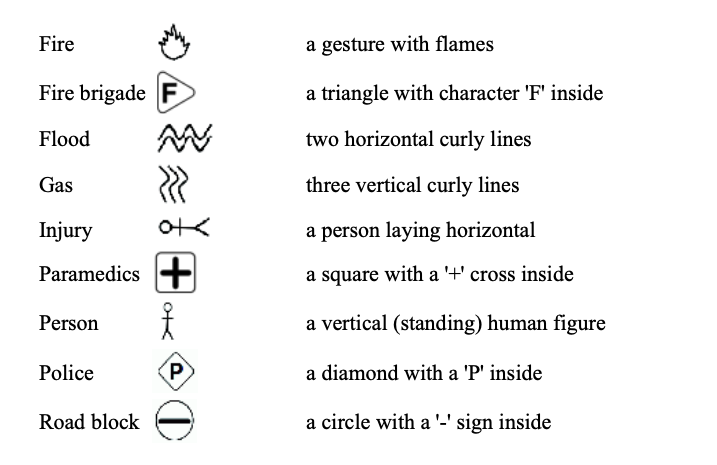 Fire a gesture with flames
Fire brigade F a triangle with character 'F' inside
Flood two horizontal curly lines
Gas three vertical curly lines
Injury a person laying horizontal
Paramedics a square with a '+' cross inside
Person a vertical (standing) human figure
Police P a diamond with a 'P' inside
Road block a circle with a '-' sign inside